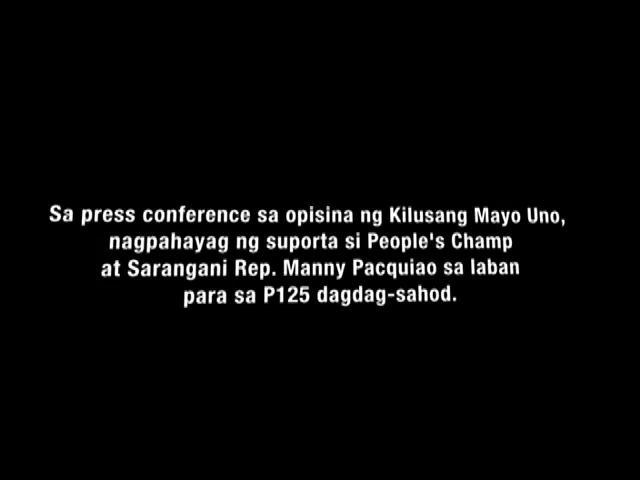 Sa press conference sa opisina ng Kilusang Mayo Uno,
nagpahayag ng suporta si People's Champ
at Sarangani Rep. Manny Pacquiao sa laban
para sa P125 dagdag-sahod.